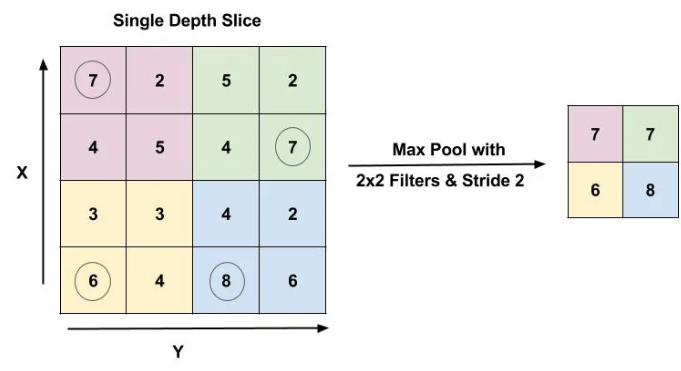 Single Depth Slice
7 2 5 2
4 5 4 7
3 3 4 2
6 4 8 6
X
Y
Max Pool with
2x2 Filters & Stride 2
7 7
6 8